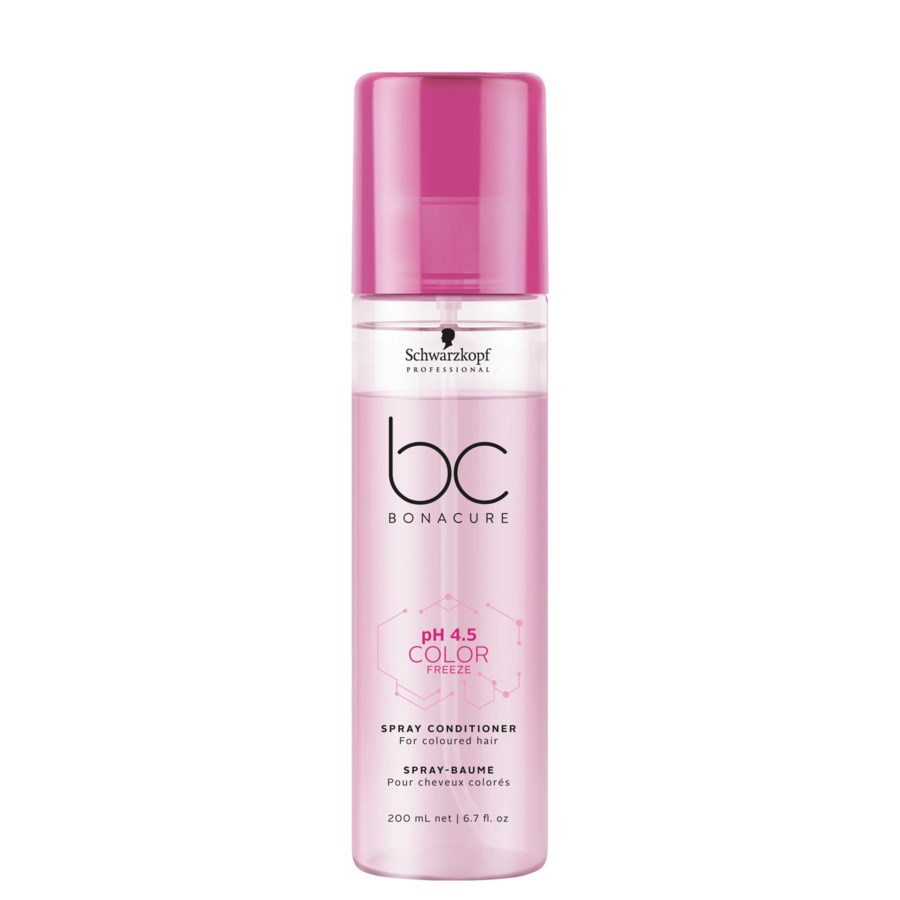 Schwarzkopf
PROFESSIONAL
bc
BONACURE
pH 4.5
COLOR
FREEZE
SPRAY CONDITIONER
For coloured hair
SPRAY-BAUME
Pour cheveux colorés
200 mL net | 6.7 fl. oz